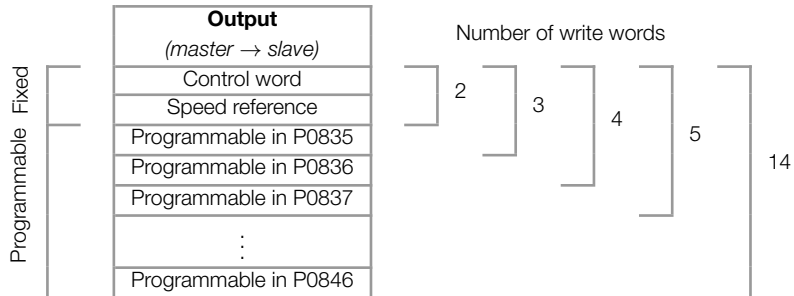 Output
(master → slave)
Number of write words
Fixed
Control word
Speed reference
2
3
4
5
14
Programmable
Programmable in P0835
Programmable in P0836
Programmable in P0837
⋮
Programmable in P0846